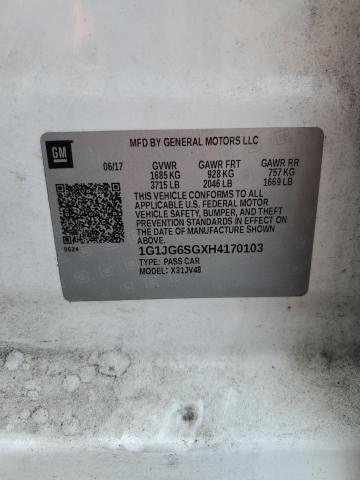 MFD BY GENERAL MOTORS LLC
GM
06/17 GVWR GAWR FRT GAWR RR
1685 KG 928 KG 757 KG
3715 LB 2046 LB 1669 LB
THIS VEHICLE CONFORMS TO ALL
APPLICABLE U.S. FEDERAL MOTOR
VEHICLE SAFETY, BUMPER, AND THEFT
PREVENTION STANDARDS IN EFFECT ON
THE DATE OF MANUFACTURE SHOWN ABOVE.
0624 1G1JG6SGXH4170103
TYPE: PASS CAR
MODEL: X31JV48